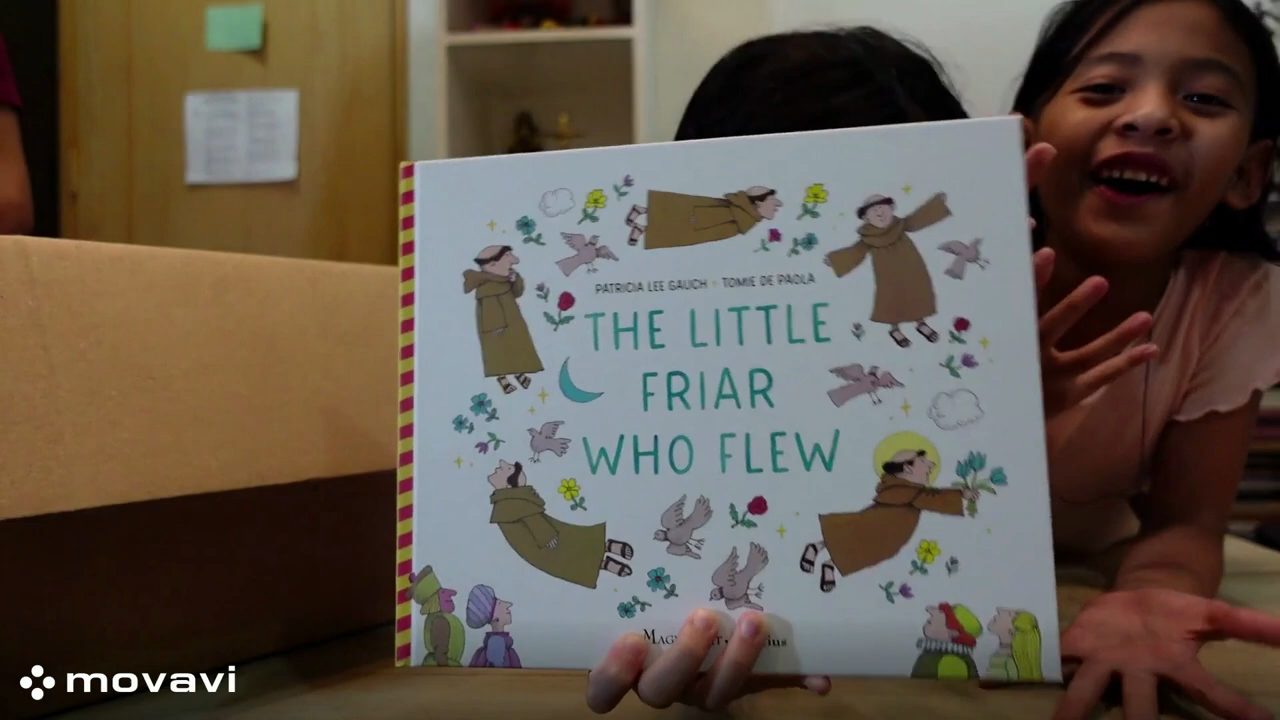 PATRICIA LEE GAUCH · TOMIE DE PAOLA
THE LITTLE
FRIAR
WHO FLEW
movavi